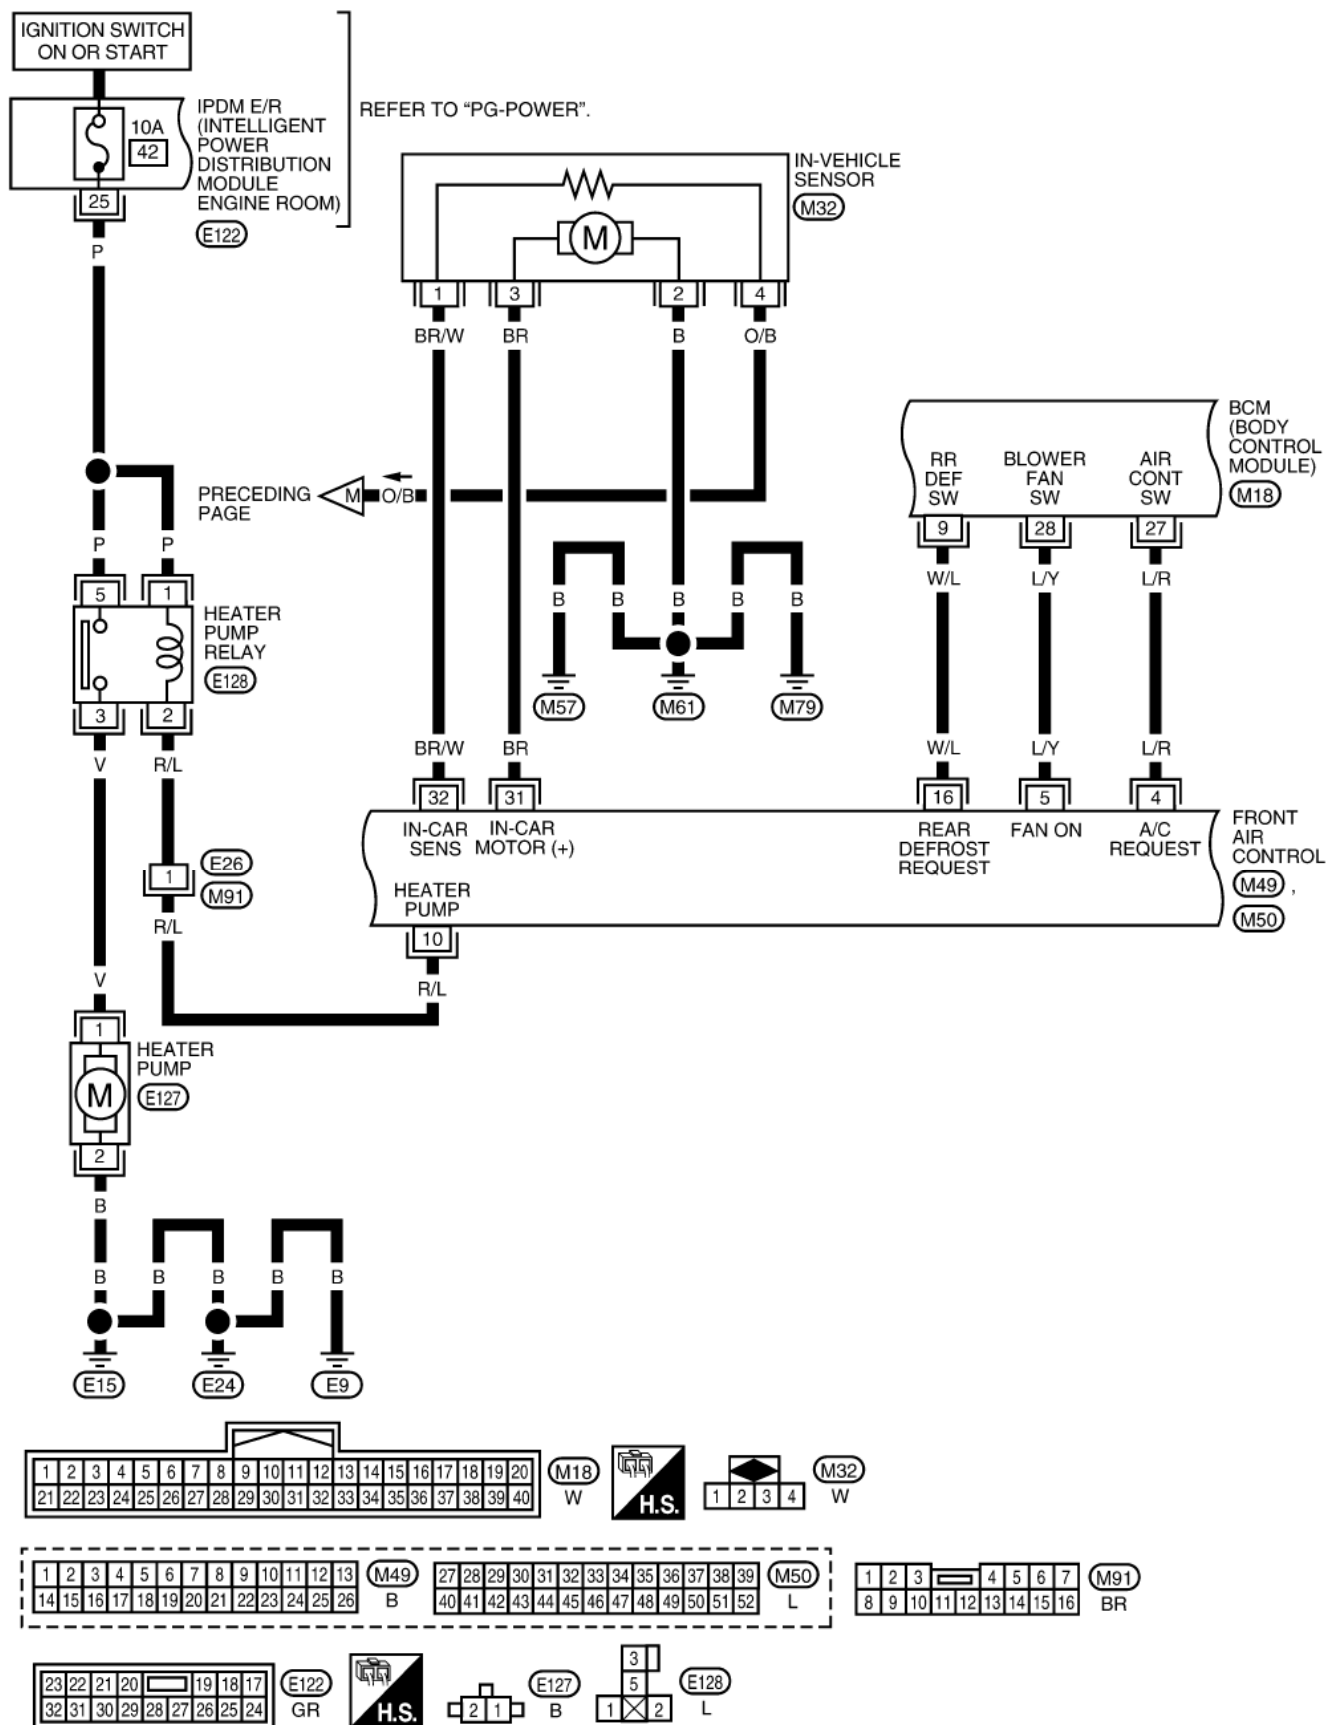 IGNITION SWITCH
ON OR START
IPDM E/R
(INTELLIGENT
POWER
DISTRIBUTION
MODULE
ENGINE ROOM)
E122
10A
42
25
REFER TO “PG-POWER”.
P
IN-VEHICLE
SENSOR
M32
M
1
3
2
4
BR/W
BR
B
O/B
PRECEDING
PAGE
M
O/B
BCM
(BODY
CONTROL
MODULE)
M18
RR
DEF
SW
BLOWER
FAN
SW
AIR
CONT
SW
9
28
27
W/L
L/Y
L/R
P
P
5
1
HEATER
PUMP
RELAY
E128
3
2
V
R/L
B
B
B
B
B
M57
M61
M79
BR/W
BR
W/L
L/Y
L/R
32
31
16
5
4
IN-CAR
SENS
IN-CAR
MOTOR (+)
REAR
DEFROST
REQUEST
FAN ON
A/C
REQUEST
FRONT
AIR
CONTROL
M49 ,
M50
HEATER
PUMP
10
R/L
1
E26
M91
R/L
V
1
HEATER
PUMP
E127
M
2
B
B
B
B
B
B
E15
E24
E9
1 2 3 4 5 6 7 8 9 10 11 12 13 14 15 16 17 18 19 20
21 22 23 24 25 26 27 28 29 30 31 32 33 34 35 36 37 38 39 40
M18
W
H.S.
1 2 3 4
M32
W
1 2 3 4 5 6 7 8 9 10 11 12 13
14 15 16 17 18 19 20 21 22 23 24 25 26
M49
B
27 28 29 30 31 32 33 34 35 36 37 38 39
40 41 42 43 44 45 46 47 48 49 50 51 52
M50
L
1 2 3 4 5 6 7
8 9 10 11 12 13 14 15 16
M91
BR
23 22 21 20 19 18 17
32 31 30 29 28 27 26 25 24
E122
GR
H.S.
2 1
E127
B
3
5
1 2
E128
L